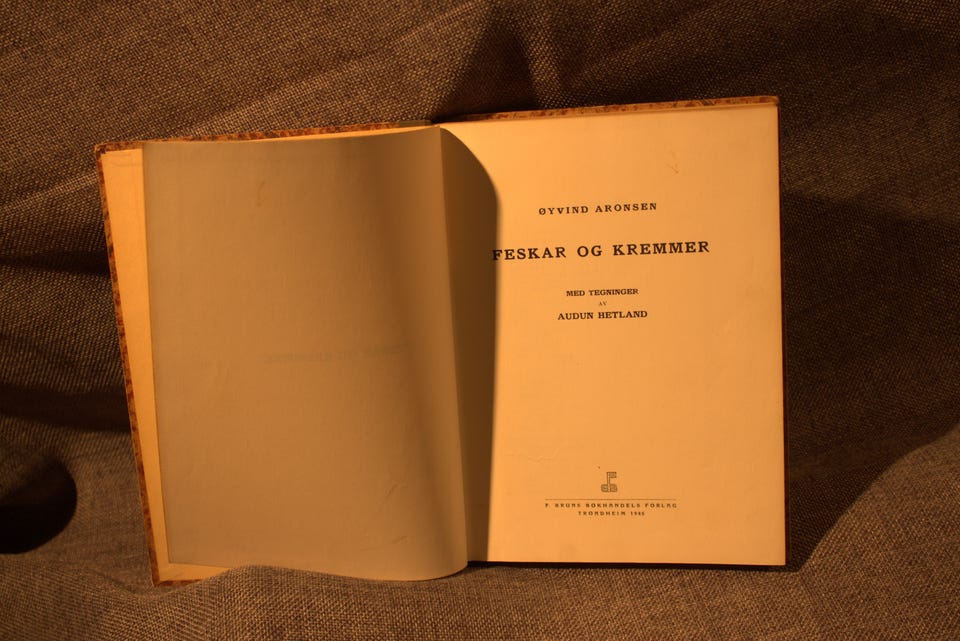 ØYVIND ARONSEN
FESKAR OG KREMMER
MED TEGNINGER
AV
AUDUN HETLAND
F. BRUNS BOKHANDELS FORLAG
TRONDHEIM